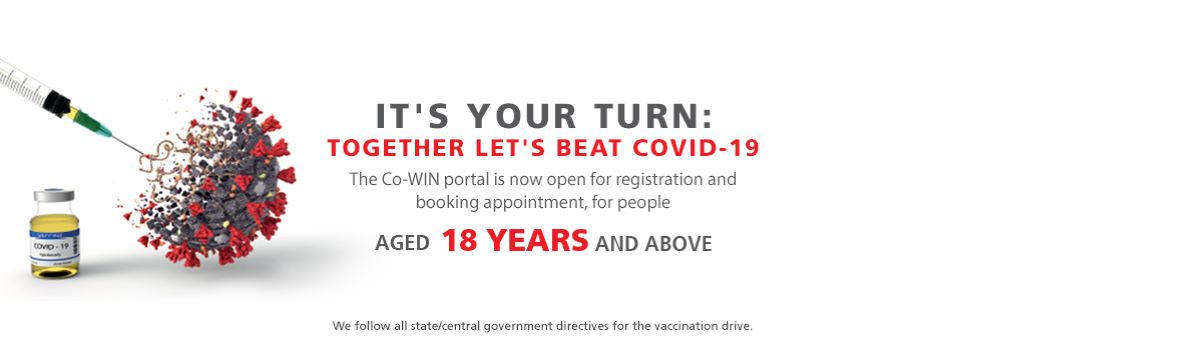 IT'S YOUR TURN:
TOGETHER LET'S BEAT COVID-19
The Co-WIN portal is now open for registration and
booking appointment, for people
AGED 18 YEARS AND ABOVE
VACCINE
COVID - 19
We follow all state/central government directives for the vaccination drive.